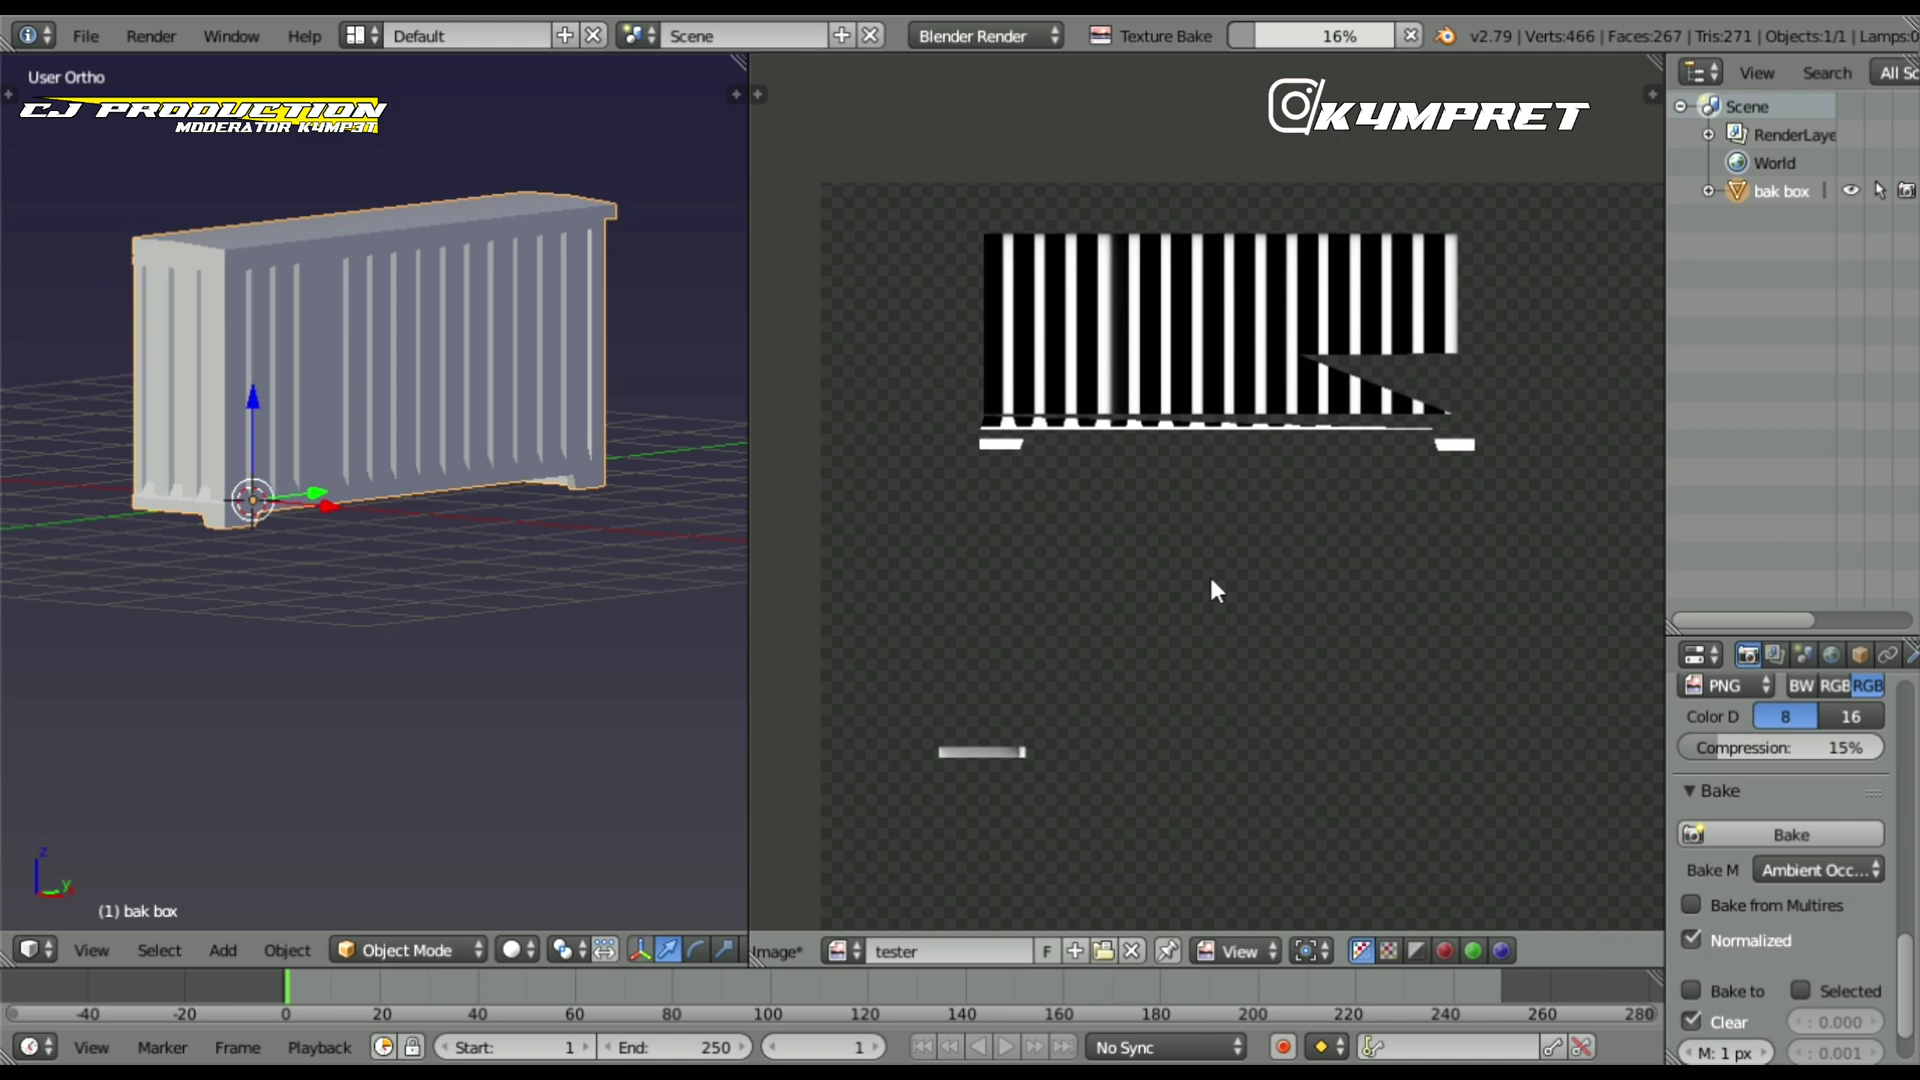 File Render Window Help Default Scene Blender Render Texture Bake 16% v2.79 | Verts:466 | Faces:267 | Tris:271 | Objects:1/1 | Lamps:0
User Ortho
CJ PRODUCTION
MODERATOR K4MP3T
K4MPRET
View Search All Sc
Scene
RenderLaye
World
bak box
PNG BW RGB RGB
Color D 8 16
Compression: 15%
Bake
Bake
Bake M Ambient Occ...
Bake from Multires
Normalized
Bake to Selected
Clear : 0.000
M: 1 px : 0.001
z
y
(1) bak box
View Select Add Object Object Mode Image* tester F View
-40 -20 0 20 40 60 80 100 120 140 160 180 200 220 240 260 280
View Marker Frame Playback Start: 1 End: 250 1 No Sync